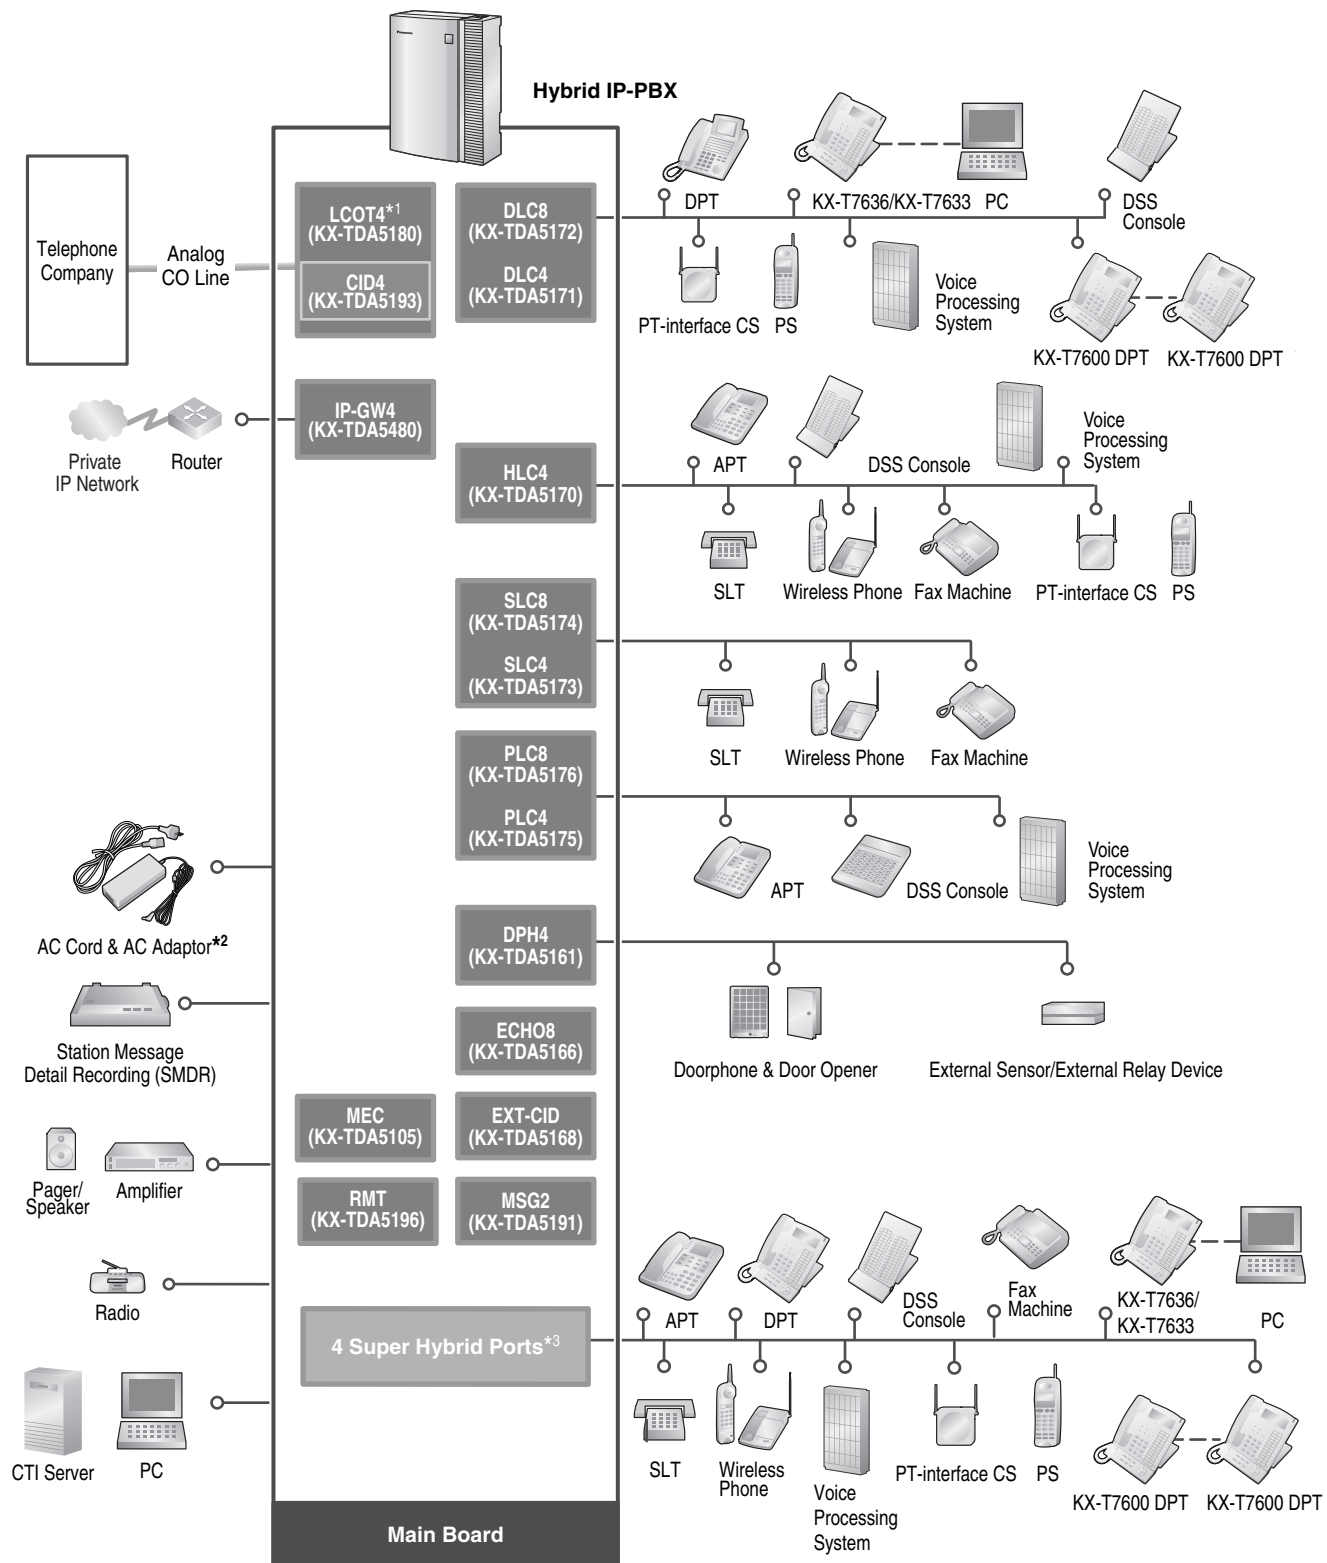 Panasonic
Hybrid IP-PBX
Telephone
Company
Analog
CO Line
LCOT4*1
(KX-TDA5180)
CID4
(KX-TDA5193)
DLC8
(KX-TDA5172)
DLC4
(KX-TDA5171)
DPT
KX-T7636/KX-T7633
PC
DSS
Console
PT-interface CS
PS
Voice
Processing
System
KX-T7600 DPT
KX-T7600 DPT
Private
IP Network
Router
IP-GW4
(KX-TDA5480)
HLC4
(KX-TDA5170)
APT
DSS Console
Voice
Processing
System
SLT
Wireless Phone
Fax Machine
PT-interface CS
PS
SLC8
(KX-TDA5174)
SLC4
(KX-TDA5173)
SLT
Wireless Phone
Fax Machine
PLC8
(KX-TDA5176)
PLC4
(KX-TDA5175)
APT
DSS Console
Voice
Processing
System
AC Cord & AC Adaptor*2
DPH4
(KX-TDA5161)
Doorphone & Door Opener
External Sensor/External Relay Device
Station Message
Detail Recording (SMDR)
ECHO8
(KX-TDA5166)
MEC
(KX-TDA5105)
EXT-CID
(KX-TDA5168)
Pager/
Speaker
Amplifier
RMT
(KX-TDA5196)
MSG2
(KX-TDA5191)
Radio
4 Super Hybrid Ports*3
APT
DPT
DSS
Console
Fax
Machine
KX-T7636/
KX-T7633
PC
SLT
Wireless
Phone
Voice
Processing
System
PT-interface CS
PS
KX-T7600 DPT
KX-T7600 DPT
CTI Server
PC
Main Board